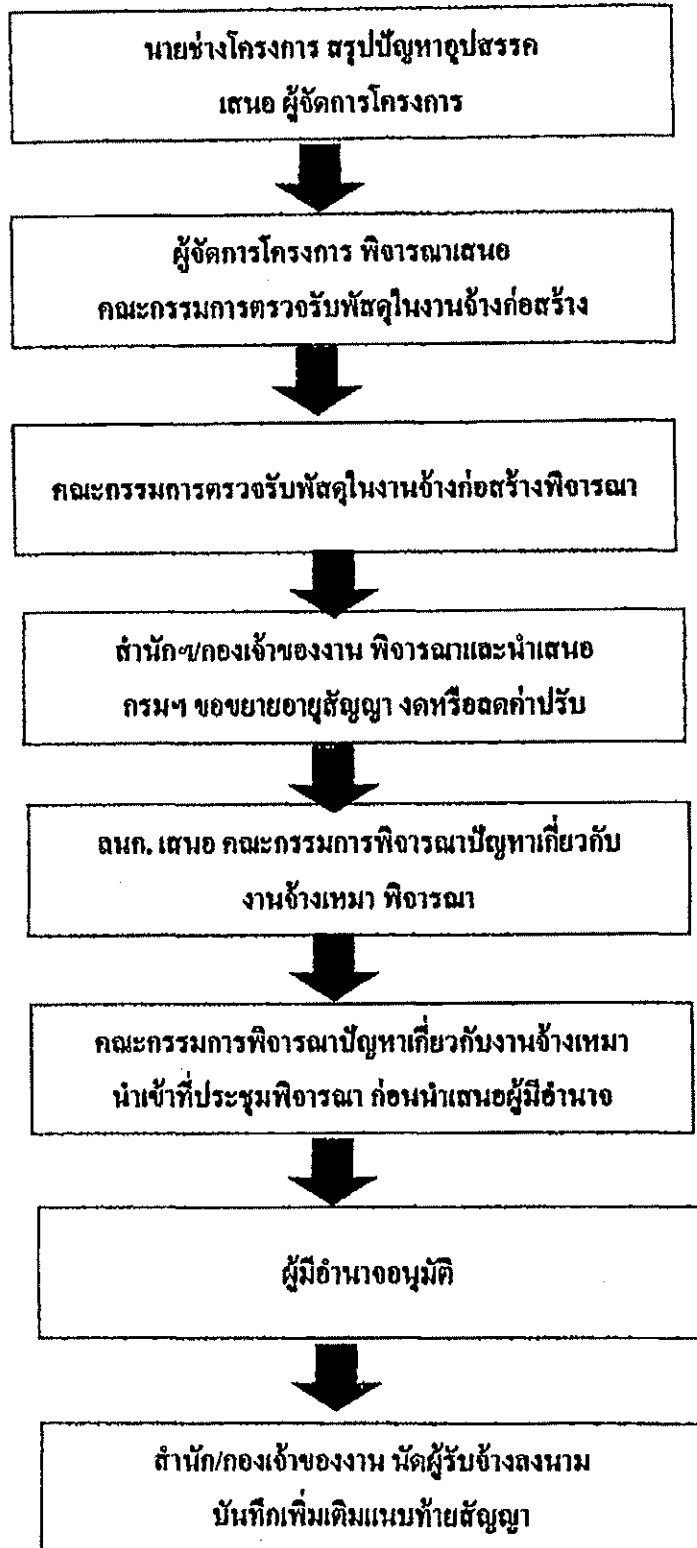 นายช่างโครงการ สรุปปัญหาอุปสรรค
เสนอ ผู้จัดการโครงการ
ผู้จัดการโครงการ พิจารณาเสนอ
คณะกรรมการตรวจรับพัสดุในงานจ้างก่อสร้าง
คณะกรรมการตรวจรับพัสดุในงานจ้างก่อสร้างพิจารณา
สำนักฯ/กองเจ้าของงาน พิจารณาและนำเสนอ
กรมฯ ขอขยายอายุสัญญา งดหรือลดค่าปรับ
ลนก. เสนอ คณะกรรมการพิจารณาปัญหาเกี่ยวกับ
งานจ้างเหมา พิจารณา
คณะกรรมการพิจารณาปัญหาเกี่ยวกับงานจ้างเหมา
นำเข้าที่ประชุมพิจารณา ก่อนนำเสนอผู้มีอำนาจ
ผู้มีอำนาจอนุมัติ
สำนัก/กองเจ้าของงาน นัดผู้รับจ้างลงนาม
บันทึกเพิ่มเติมแนบท้ายสัญญา